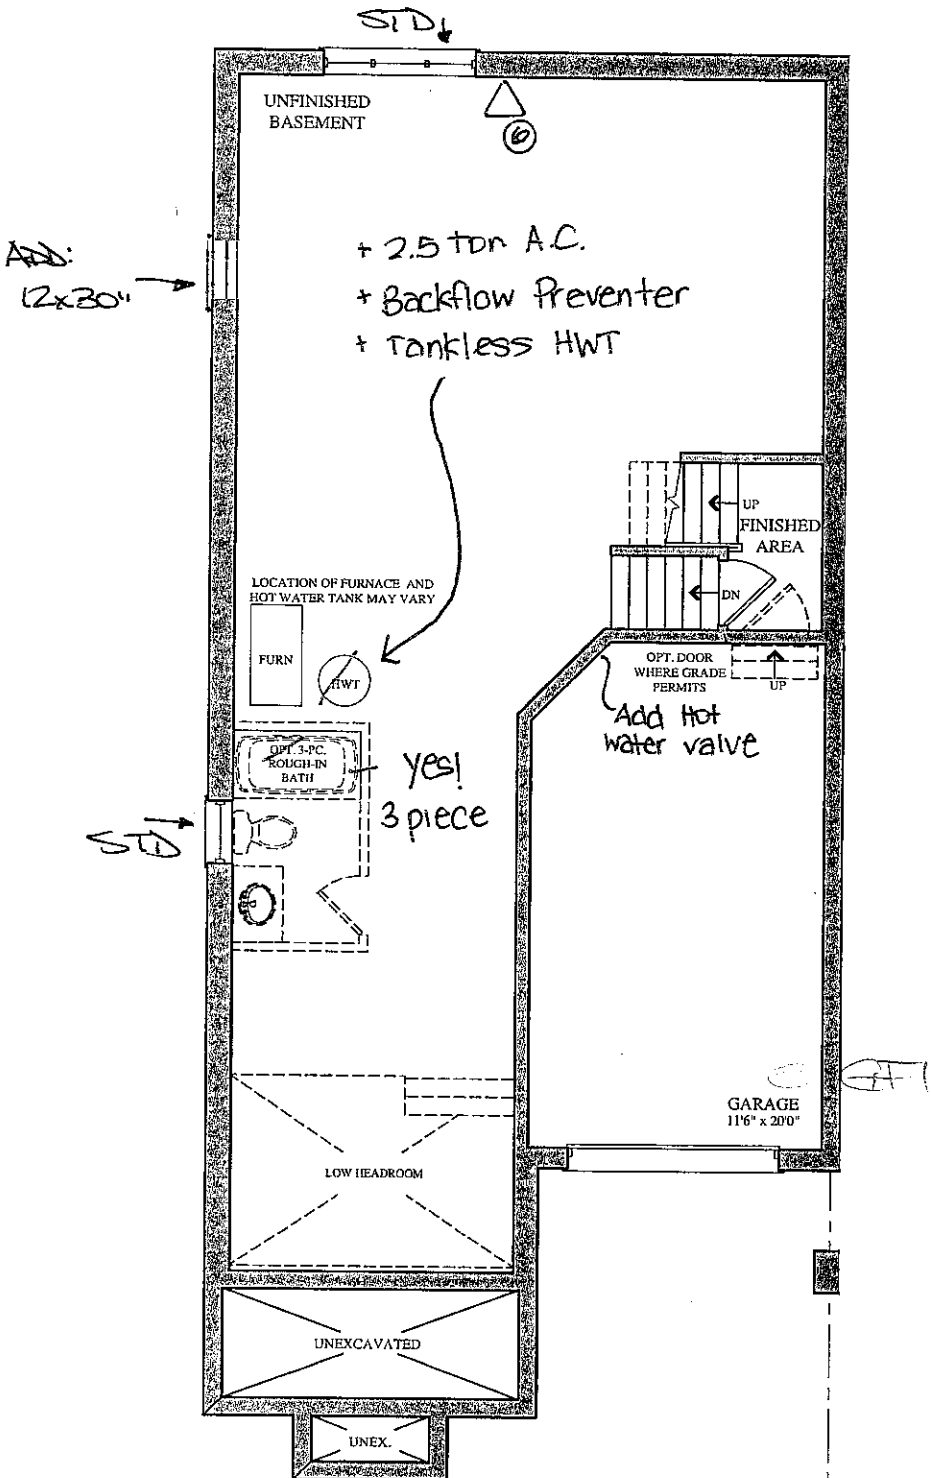 STD
UNFINISHED
BASEMENT
6
ADD:
12x30"
+ 2.5 ton A.C.
+ Backflow Preventer
+ Tankless HWT
UP
FINISHED
AREA
DN
LOCATION OF FURNACE AND
HOT WATER TANK MAY VARY
FURN
HWT
OPT. DOOR
WHERE GRADE
PERMITS
UP
Add Hot
water valve
OPT. 3-PC.
ROUGH-IN
BATH
Yes!
3 piece
STD
GARAGE
11'6" x 20'0"
LOW HEADROOM
UNEXCAVATED
UNEX.